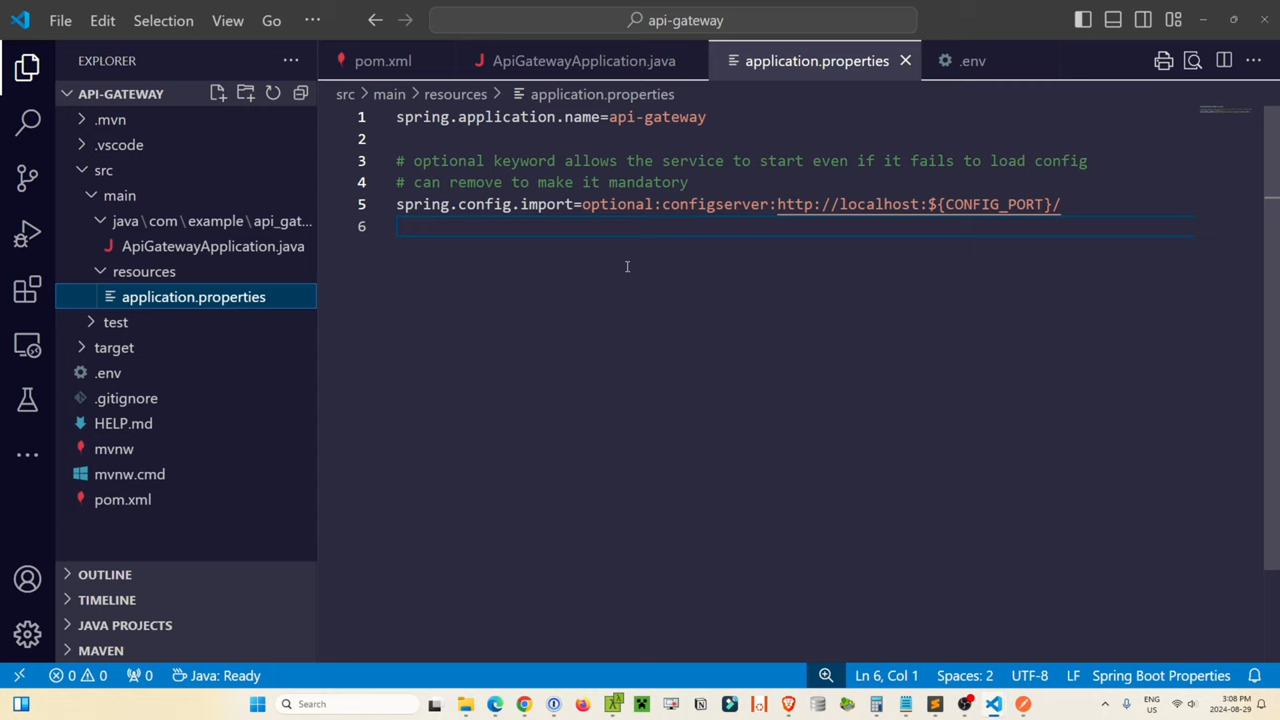 File Edit Selection View Go ··· api-gateway
EXPLORER ···
API-GATEWAY
.mvn
.vscode
src
main
java\com\example\api_gat...
ApiGatewayApplication.java
resources
application.properties
test
target
.env
.gitignore
HELP.md
mvnw
mvnw.cmd
pom.xml
OUTLINE
TIMELINE
JAVA PROJECTS
MAVEN
pom.xml ApiGatewayApplication.java application.properties .env ···
src > main > resources > application.properties
1 spring.application.name=api-gateway
2
3 # optional keyword allows the service to start even if it fails to load config
4 # can remove to make it mandatory
5 spring.config.import=optional:configserver:http://localhost:${CONFIG_PORT}/
6
0 0 0 Java: Ready Ln 6, Col 1 Spaces: 2 UTF-8 LF Spring Boot Properties
Search ENG US 3:08 PM 2024-08-29